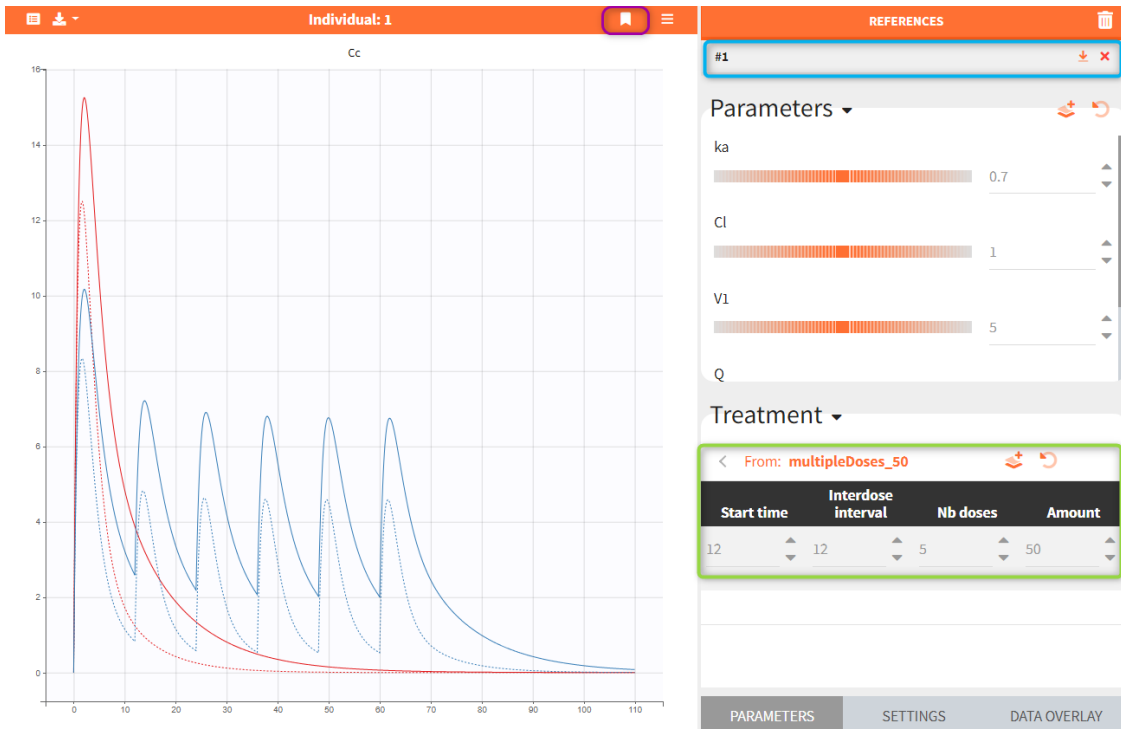 Individual: 1
Cc
16
14
12
10
8
6
4
2
0
0 10 20 30 40 50 60 70 80 90 100 110
REFERENCES
#1
Parameters
ka
0.7
Cl
1
V1
5
Q
Treatment
< From: multipleDoses_50
Start time Interdose interval Nb doses Amount
12 12 5 50
PARAMETERS SETTINGS DATA OVERLAY